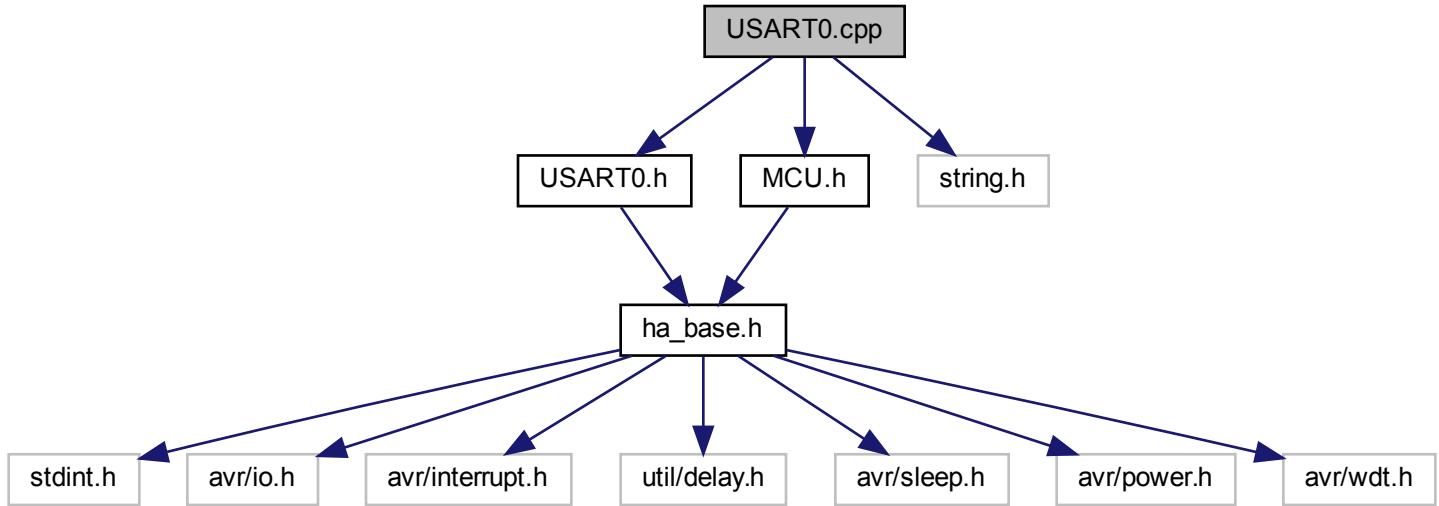 USART0.cpp
USART0.h
MCU.h
string.h
ha_base.h
stdint.h
avr/io.h
avr/interrupt.h
util/delay.h
avr/sleep.h
avr/power.h
avr/wdt.h